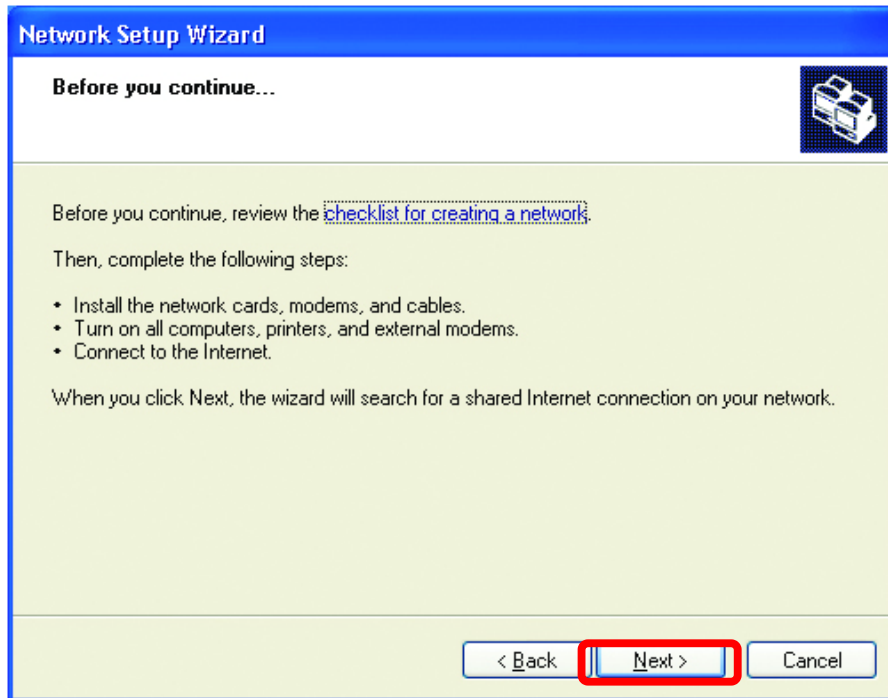 Network Setup Wizard
Before you continue...
Before you continue, review the checklist for creating a network.
Then, complete the following steps:
• Install the network cards, modems, and cables.
• Turn on all computers, printers, and external modems.
• Connect to the Internet.
When you click Next, the wizard will search for a shared Internet connection on your network.
< Back Next > Cancel